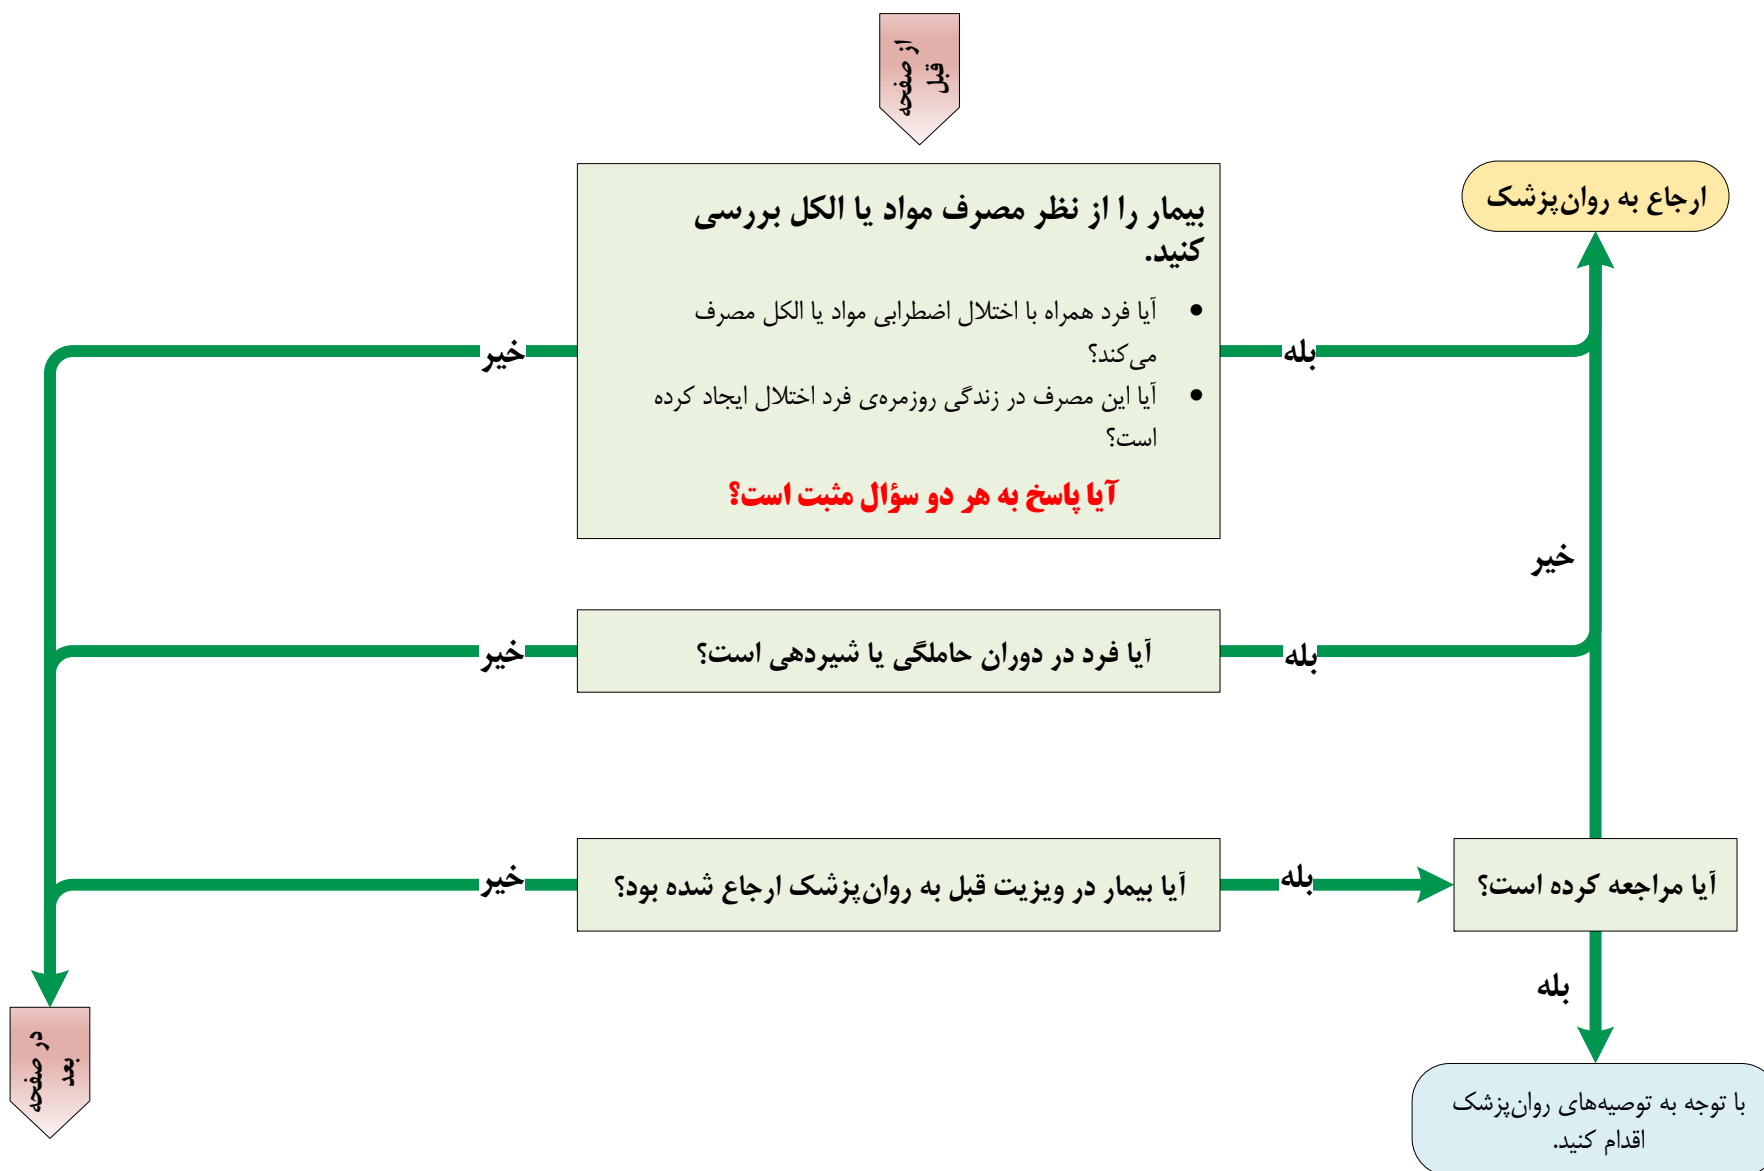 از صفحه
قبل
بیمار را از نظر مصرف مواد یا الکل بررسی
کنید.
ارجاع به روان‌پزشک
• آیا فرد همراه با اختلال اضطرابی مواد یا الکل مصرف
می‌کند؟
• آیا این مصرف در زندگی روزمره‌ی فرد اختلال ایجاد کرده
است؟
آیا پاسخ به هر دو سؤال مثبت است؟
بله
خیر
خیر
آیا فرد در دوران حاملگی یا شیردهی است؟
بله
خیر
آیا بیمار در ویزیت قبل به روان‌پزشک ارجاع شده بود؟
بله
خیر
آیا مراجعه کرده است؟
بله
با توجه به توصیه‌های روان‌پزشک
اقدام کنید.
در صفحه
بعد